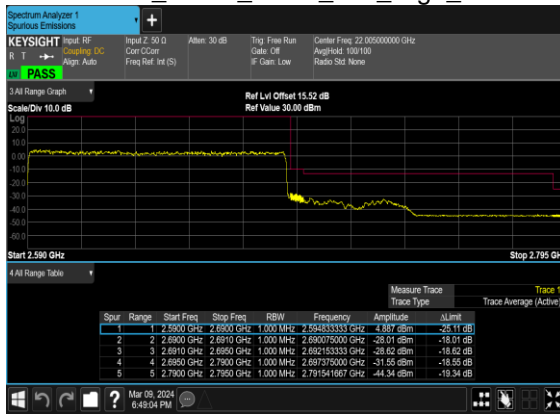 Spectrum Analyzer 1
Spurious Emissions
KEYSIGHT Input: RF Input Z: 50 Ω Atten: 30 dB Trig: Free Run Center Freq: 22.005000000 GHz
R T Coupling: DC Corr CCorr Gate: Off Avg|Hold: 100/100
Align: Auto Freq Ref: Int (S) IF Gain: Low Radio Std: None
PASS
3 All Range Graph Ref Lvl Offset 15.52 dB
Scale/Div 10.0 dB Ref Value 30.00 dBm
Log
20.0
10.0
0.00
-10.0
-20.0
-30.0
-40.0
-50.0
-60.0
Start 2.590 GHz Stop 2.795 GH
4 All Range Table
Measure Trace Trace 1
Trace Type Trace Average (Active)
Spur Range Start Freq Stop Freq RBW Frequency Amplitude ΔLimit
1 1 2.5900 GHz 2.6900 GHz 1.000 MHz 2.594833333 GHz 4.887 dBm -25.11 dB
2 2 2.6900 GHz 2.6910 GHz 1.000 MHz 2.690075000 GHz -28.01 dBm -18.01 dB
3 3 2.6910 GHz 2.6950 GHz 1.000 MHz 2.692153333 GHz -28.62 dBm -18.62 dB
4 4 2.6950 GHz 2.7900 GHz 1.000 MHz 2.697375000 GHz -31.55 dBm -18.55 dB
5 5 2.7900 GHz 2.7950 GHz 1.000 MHz 2.791541667 GHz -44.34 dBm -19.34 dB
Mar 09, 2024
6:49:04 PM